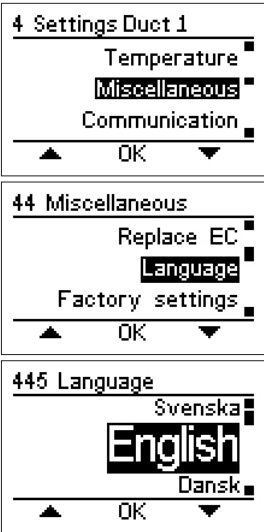 4 Settings Duct 1
Temperature
Miscellaneous
Communication
OK
44 Miscellaneous
Replace EC
Language
Factory settings
OK
445 Language
Svenska
English
Dansk
OK